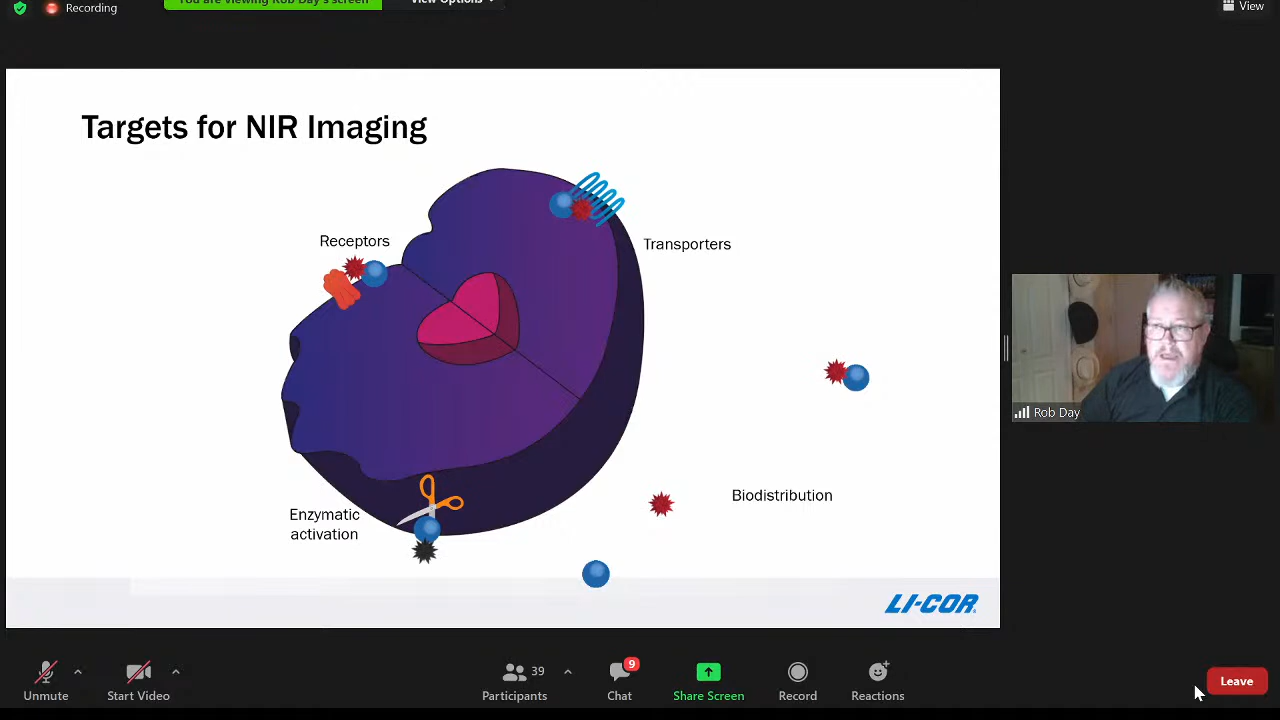 Recording
You are viewing Rob Day's screen
View Options
View
Targets for NIR Imaging
Receptors
Transporters
Rob Day
Biodistribution
Enzymatic
activation
LI-COR
Unmute
Start Video
39
Participants
9
Chat
Share Screen
Record
Reactions
Leave